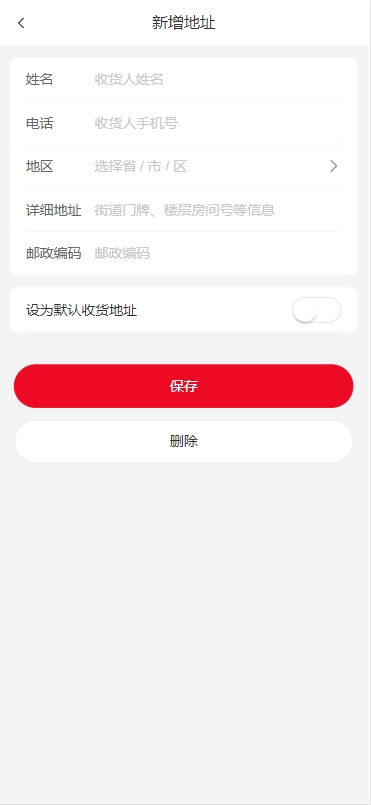 新增地址
姓名 收货人姓名
电话 收货人手机号
地区 选择省 / 市 / 区
详细地址 街道门牌、楼层房间号等信息
邮政编码 邮政编码
设为默认收货地址
保存
删除